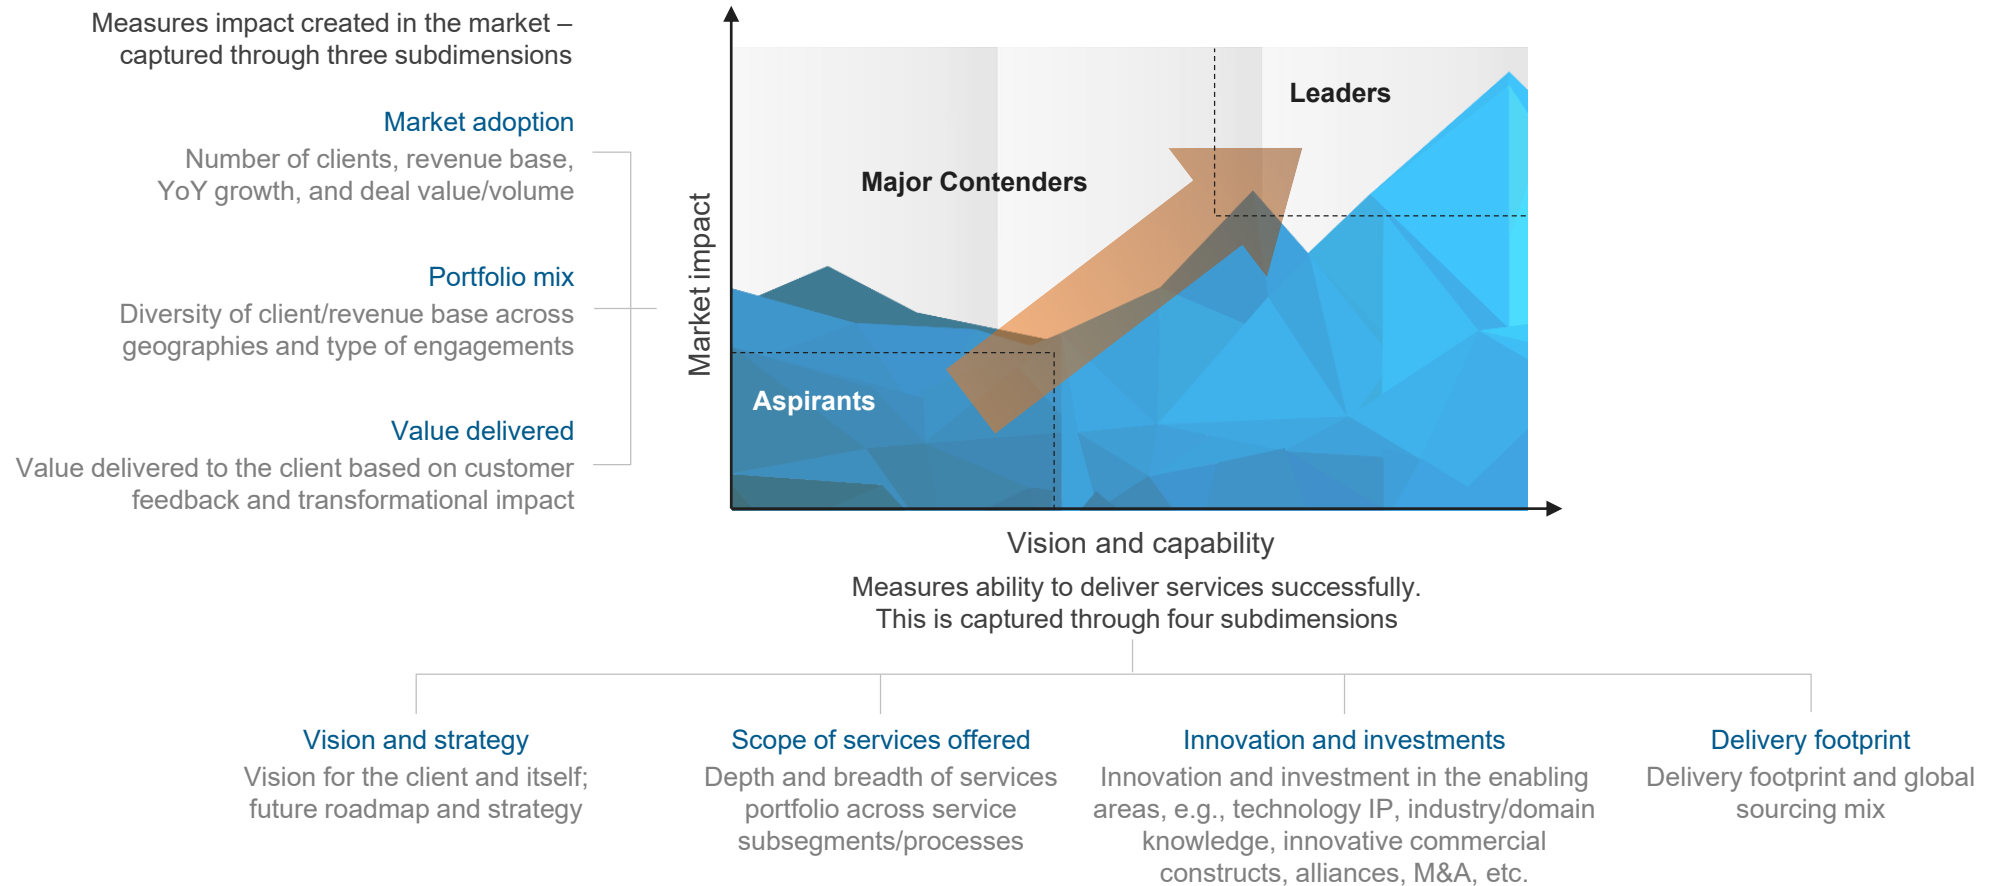 Measures impact created in the market –
captured through three subdimensions
Market adoption
Number of clients, revenue base,
YoY growth, and deal value/volume
Portfolio mix
Diversity of client/revenue base across
geographies and type of engagements
Value delivered
Value delivered to the client based on customer
feedback and transformational impact
Market impact
Leaders
Major Contenders
Aspirants
Vision and capability
Measures ability to deliver services successfully.
This is captured through four subdimensions
Vision and strategy
Vision for the client and itself;
future roadmap and strategy
Scope of services offered
Depth and breadth of services
portfolio across service
subsegments/processes
Innovation and investments
Innovation and investment in the enabling
areas, e.g., technology IP, industry/domain
knowledge, innovative commercial
constructs, alliances, M&A, etc.
Delivery footprint
Delivery footprint and global
sourcing mix